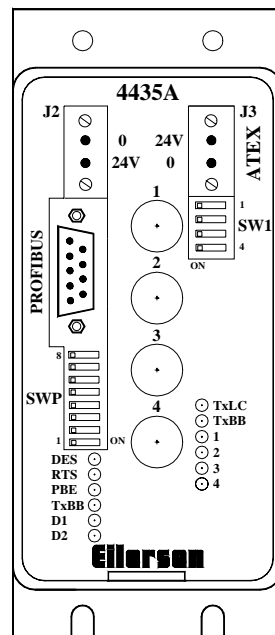 4435A
J2
J3
0
24V
24V
0
ATEX
1
4
SW1
ON
PROFIBUS
1
2
3
4
8
SWP
1
ON
TxLC
TxBB
1
2
3
4
DES
RTS
PBE
TxBB
D1
D2
Eilersen